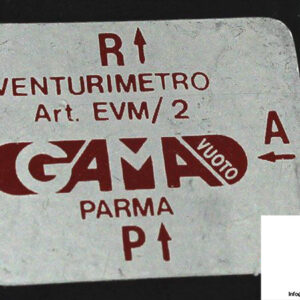 R↑
VENTURIMETRO
Art. EVM/2
A
GAMA VUOTO ←
PARMA
P↑